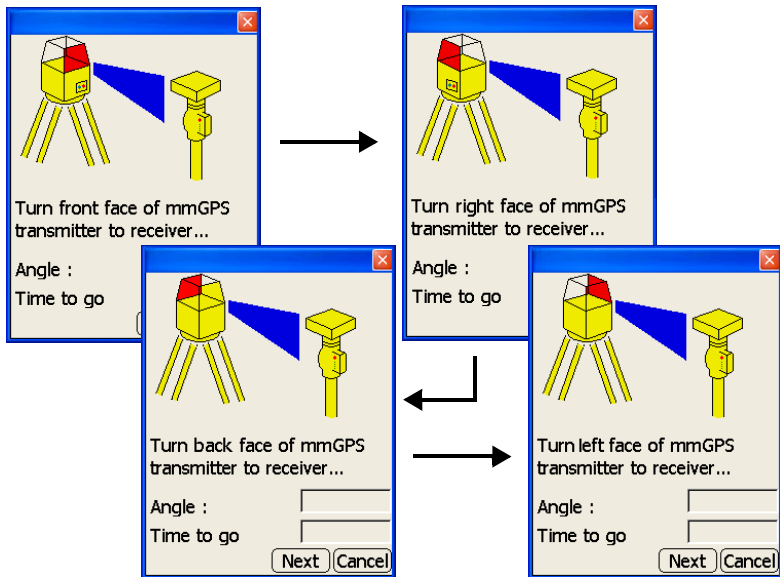 Turn front face of mmGPS
transmitter to receiver...
Angle :
Time to go
Turn right face of mmGPS
transmitter to receiver...
Angle :
Time to go
Turn back face of mmGPS
transmitter to receiver...
Angle :
Time to go
Next Cancel
Turn left face of mmGPS
transmitter to receiver...
Angle :
Time to go
Next Cancel